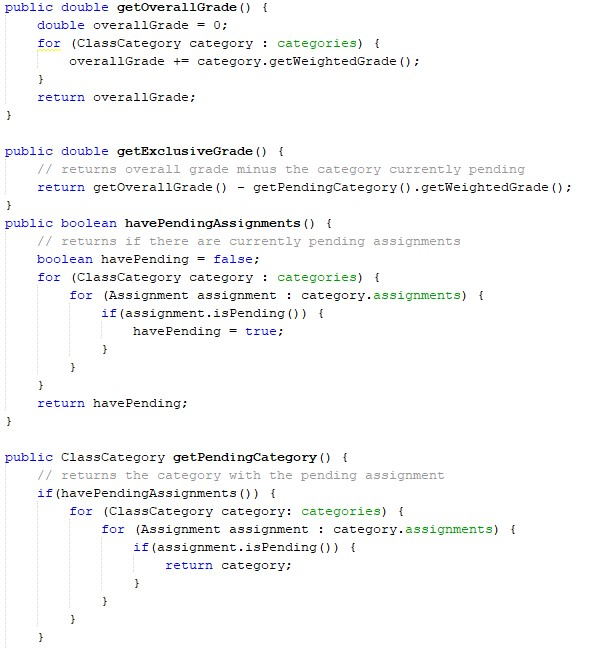 public double getOverallGrade() {
    double overallGrade = 0;
    for (ClassCategory category : categories) {
        overallGrade += category.getWeightedGrade();
    }
    return overallGrade;
}

public double getExclusiveGrade() {
    // returns overall grade minus the category currently pending
    return getOverallGrade() - getPendingCategory().getWeightedGrade();
}
public boolean havePendingAssignments() {
    // returns if there are currently pending assignments
    boolean havePending = false;
    for (ClassCategory category : categories) {
        for (Assignment assignment : category.assignments) {
            if(assignment.isPending()) {
                havePending = true;
            }
        }
    }
    return havePending;
}

public ClassCategory getPendingCategory() {
    // returns the category with the pending assignment
    if(havePendingAssignments()) {
        for (ClassCategory category: categories) {
            for (Assignment assignment : category.assignments) {
                if(assignment.isPending()) {
                    return category;
                }
            }
        }
    }